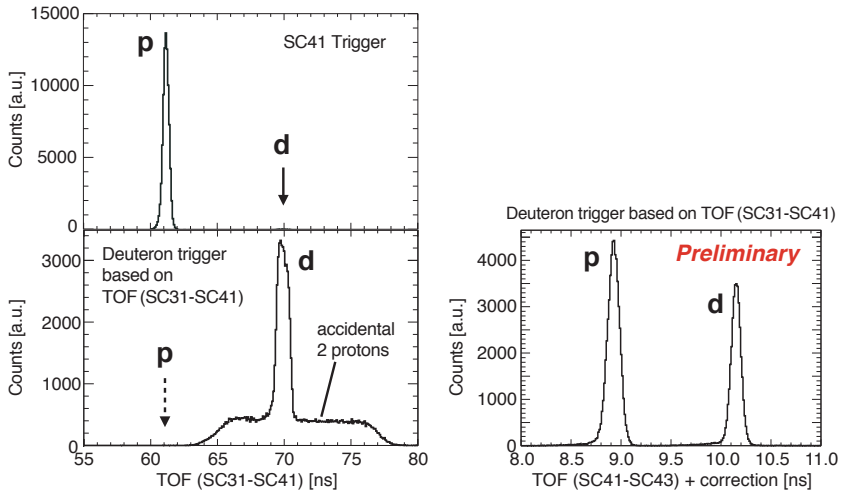 15000
10000
5000
0
Counts [a.u.]
p
SC41 Trigger
d
3000
2000
1000
0
Counts [a.u.]
Deuteron trigger
based on
TOF (SC31-SC41)
d
p
accidental
2 protons
55 60 65 70 75 80
TOF (SC31-SC41) [ns]
Deuteron trigger based on TOF (SC31-SC41)
4000
3000
2000
1000
0
Counts [a.u.]
p
Preliminary
d
8.0 8.5 9.0 9.5 10.0 10.5 11.0
TOF (SC41-SC43) + correction [ns]